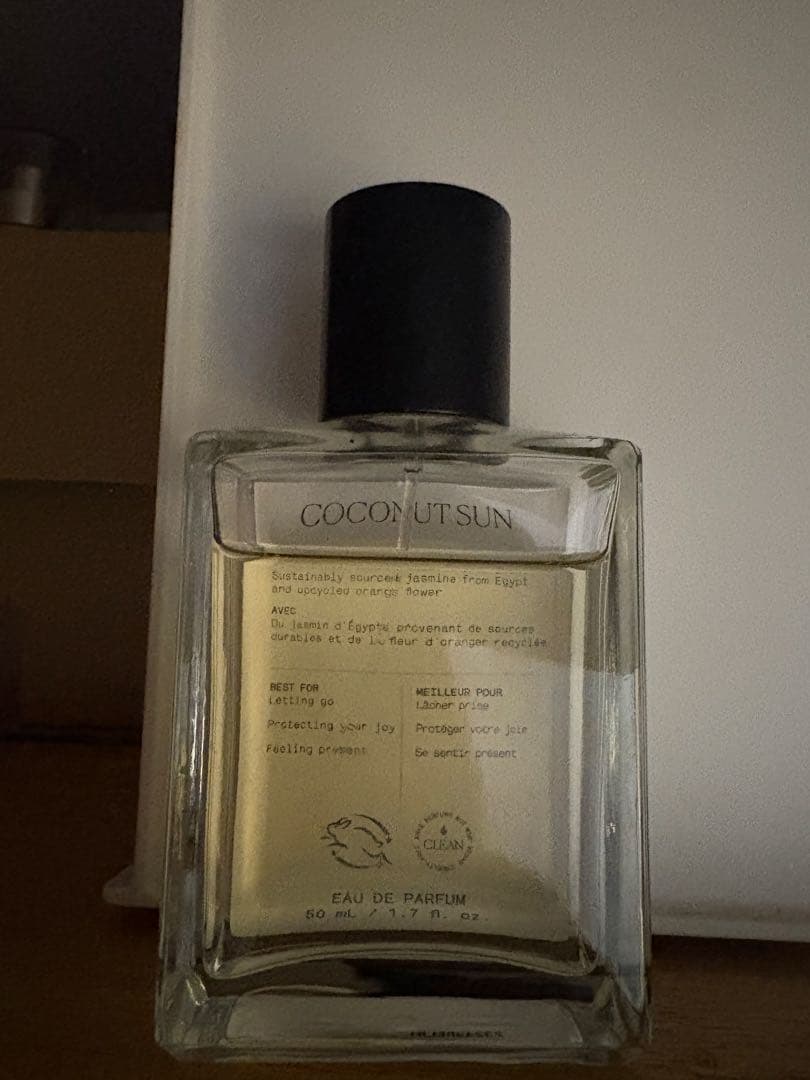 COCONUT SUN
Sustainably sourced jasmine from Egypt
and upcycled orange flower
AVEC
Du jasmin d'Égypte provenant de sources
durables et de la fleur d'oranger recyclée
BEST FOR
Letting go
Protecting your joy
Feeling present
MEILLEUR POUR
Lâcher prise
Protéger votre joie
Se sentir présent
CLEAN
EAU DE PARFUM
50 mL / 1.7 fl. oz.